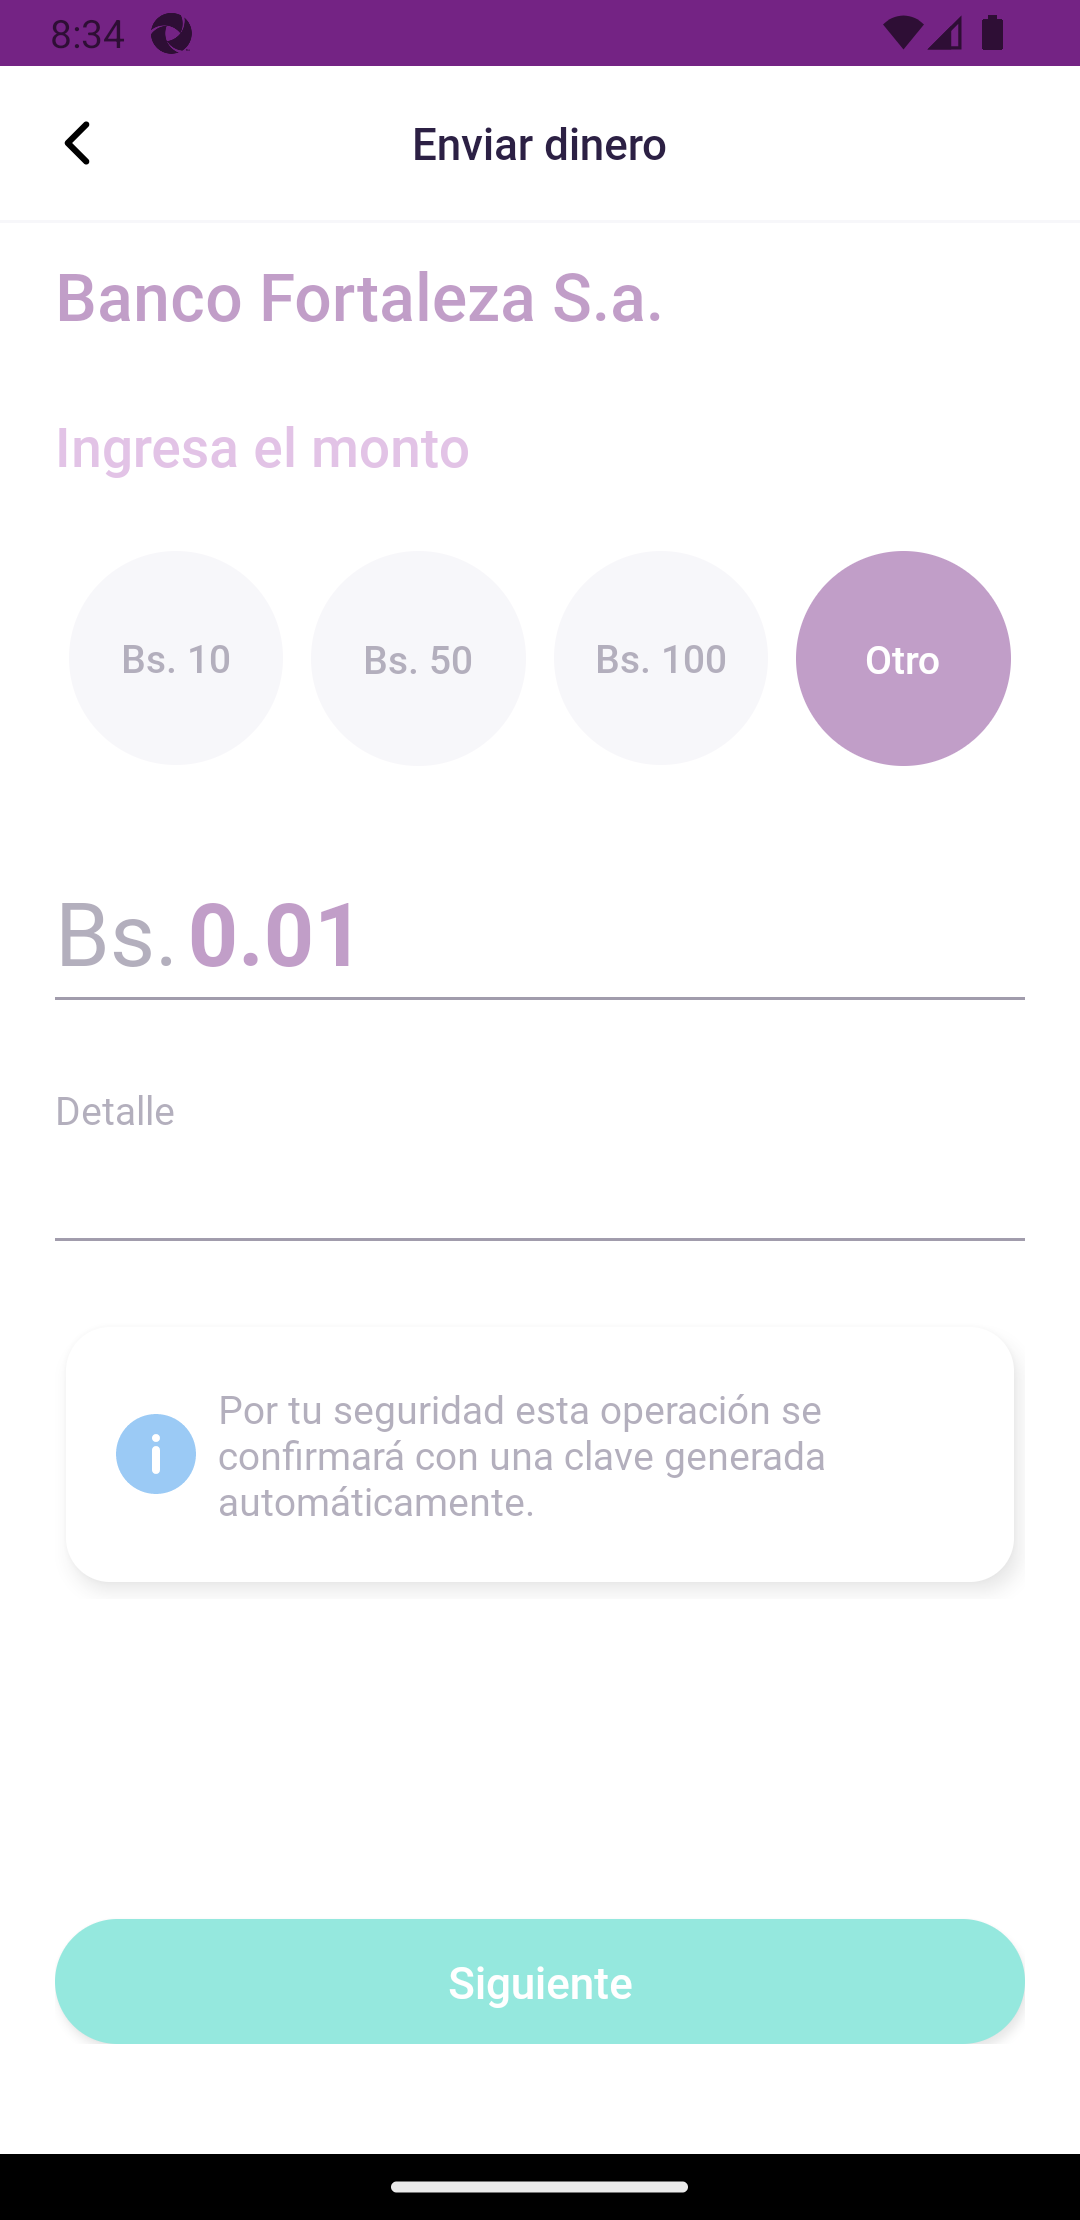 8:34
Enviar dinero
Banco Fortaleza S.a.
Ingresa el monto
Bs. 10
Bs. 50
Bs. 100
Otro
Bs. 0.01
Detalle
Por tu seguridad esta operación se
confirmará con una clave generada
automáticamente.
Siguiente